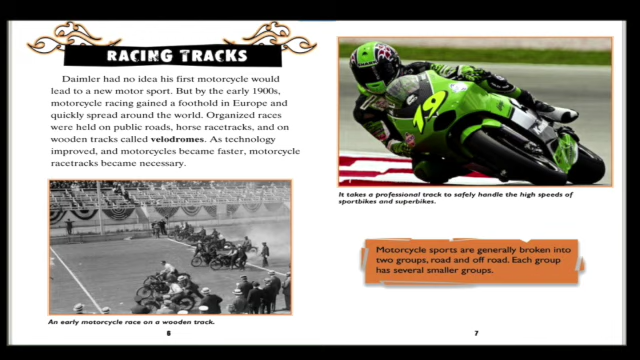 RACING TRACKS
Daimler had no idea his first motorcycle would
lead to a new motor sport. But by the early 1900s,
motorcycle racing gained a foothold in Europe and
quickly spread around the world. Organized races
were held on public roads, horse racetracks, and on
wooden tracks called velodromes. As technology
improved, and motorcycles became faster, motorcycle
racetracks became necessary.
An early motorcycle race on a wooden track.
6
79
It takes a professional track to safely handle the high speeds of
sportbikes and superbikes.
Motorcycle sports are generally broken into
two groups, road and off road. Each group
has several smaller groups.
7